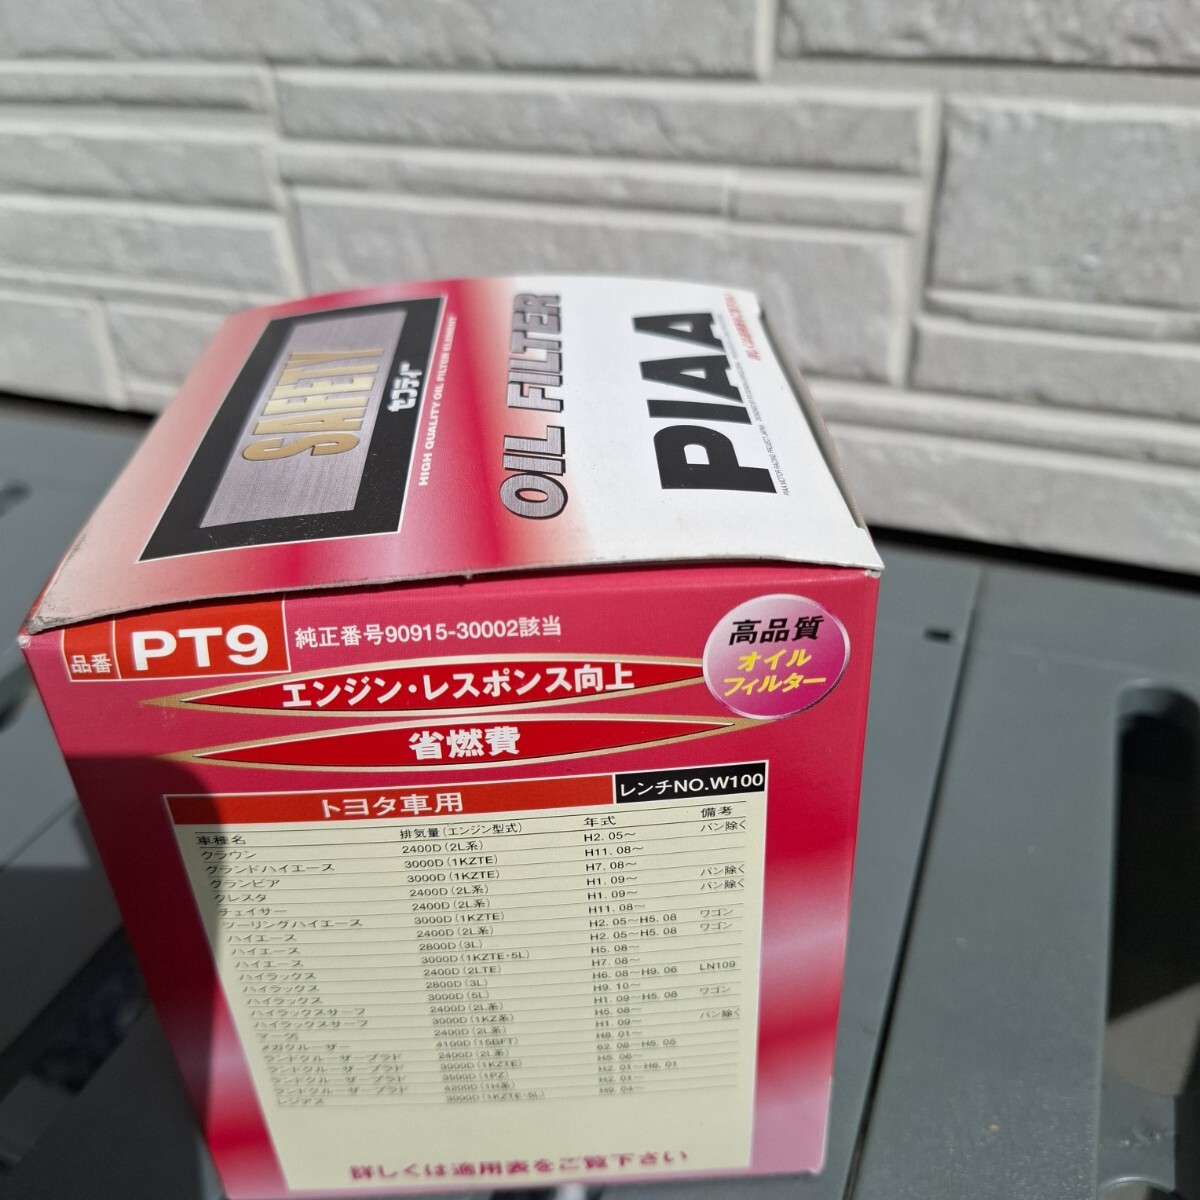 SAFETY
セフティー
HIGH QUALITY OIL FILTER ELEMENT
OIL FILTER
PIAA
品番 PT9 純正番号90915-30002該当
高品質
オイル
フィルター
エンジン・レスポンス向上
省燃費
トヨタ車用 レンチNO.W100
車種名 排気量(エンジン型式) 年式 備考
クラウン 2400D(2L系) H2. 05〜 バン除く
グランドハイエース 3000D(1KZTE) H11. 08〜
グランビア 3000D(1KZTE) H7. 08〜
クレスタ 2400D(2L系) H1. 09〜 バン除く
チェイサー 2400D(2L系) H1. 09〜 バン除く
ツーリングハイエース 3000D(1KZTE) H11. 08〜
ハイエース 2400D(2L系) H2. 05〜H5. 08 ワゴン
ハイエース 2800D(3L) H2. 05〜H5. 08 ワゴン
ハイエース 3000D(1KZTE・5L) H5. 08〜
ハイラックス 2400D(2LTE) H7. 08〜
ハイラックス 2800D(3L) H6. 08〜H9. 06 LN109
ハイラックス 3000D(5L) H9. 10〜
ハイラックスサーフ 2400D(2L系) H1. 09〜H5. 08 ワゴン
ハイラックスサーフ 3000D(1KZ系) H5. 08〜
マークII 2400D(2L系) H1. 09〜 バン除く
メガクルーザー 4100D(15BFT) H8. 01〜
ランドクルーザープラド 2400D(2L系)
ランドクルーザープラド 3000D(1KZTE)
ランドクルーザープラド 3500D(1PZ)
4200D(1H系) H2. 01〜
レジアス 3000D(1KZTE・5L)
詳しくは適用表をご覧下さい